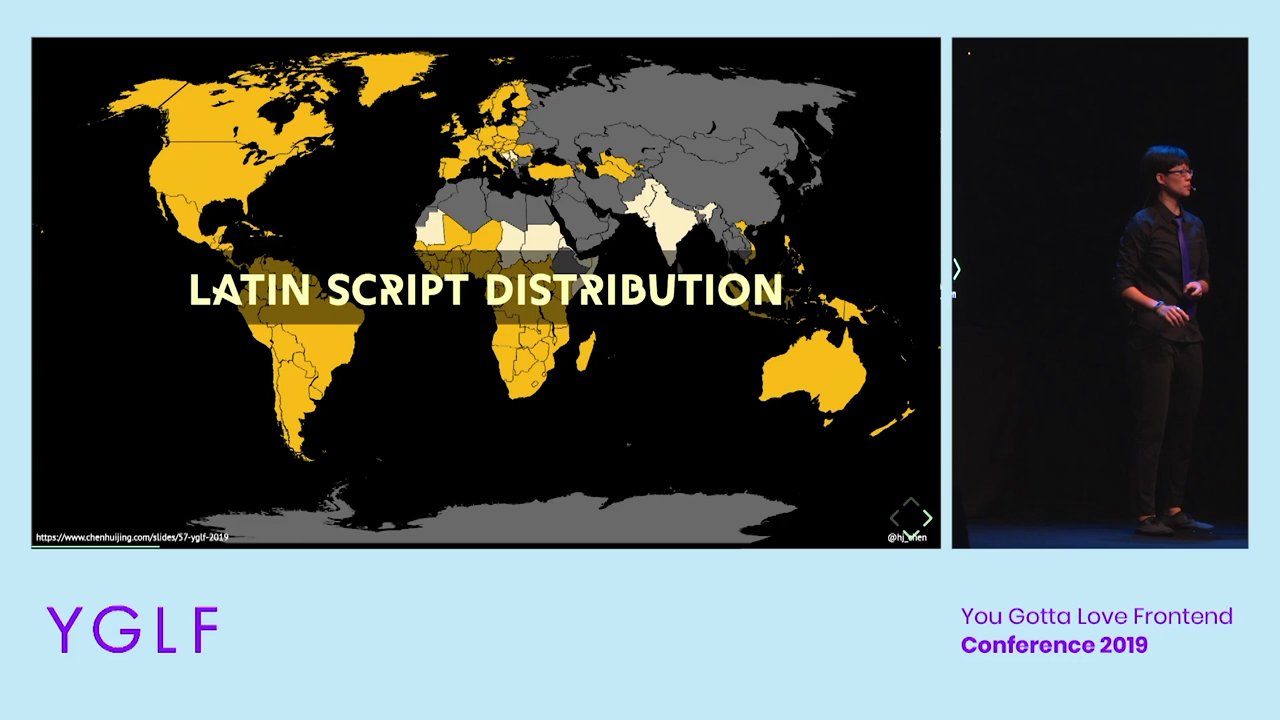 LATIN SCRIPT DISTRIBUTION
https://www.chenhuijing.com/slides/57-yglf-2019
@hj_chen
YGLF
You Gotta Love Frontend
Conference 2019